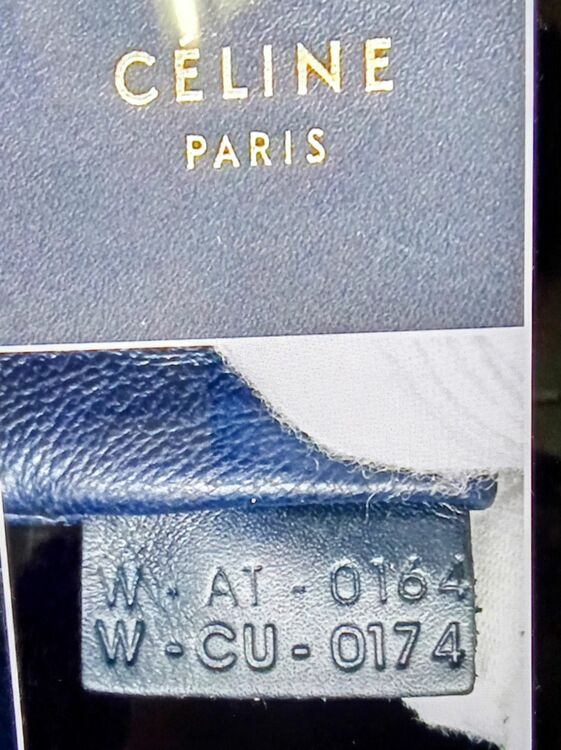 CÉLINE
PARIS
W - AT - 0164
W - CU - 0174